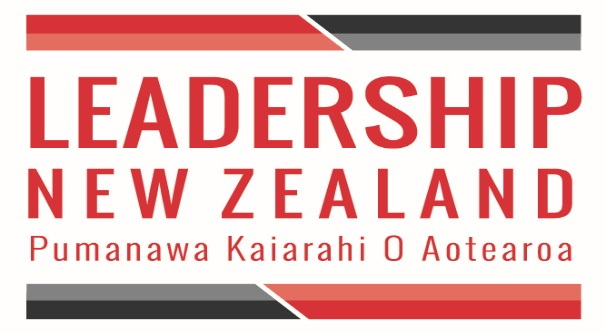 LEADERSHIP
NEW ZEALAND
Pumanawa Kaiarahi O Aotearoa